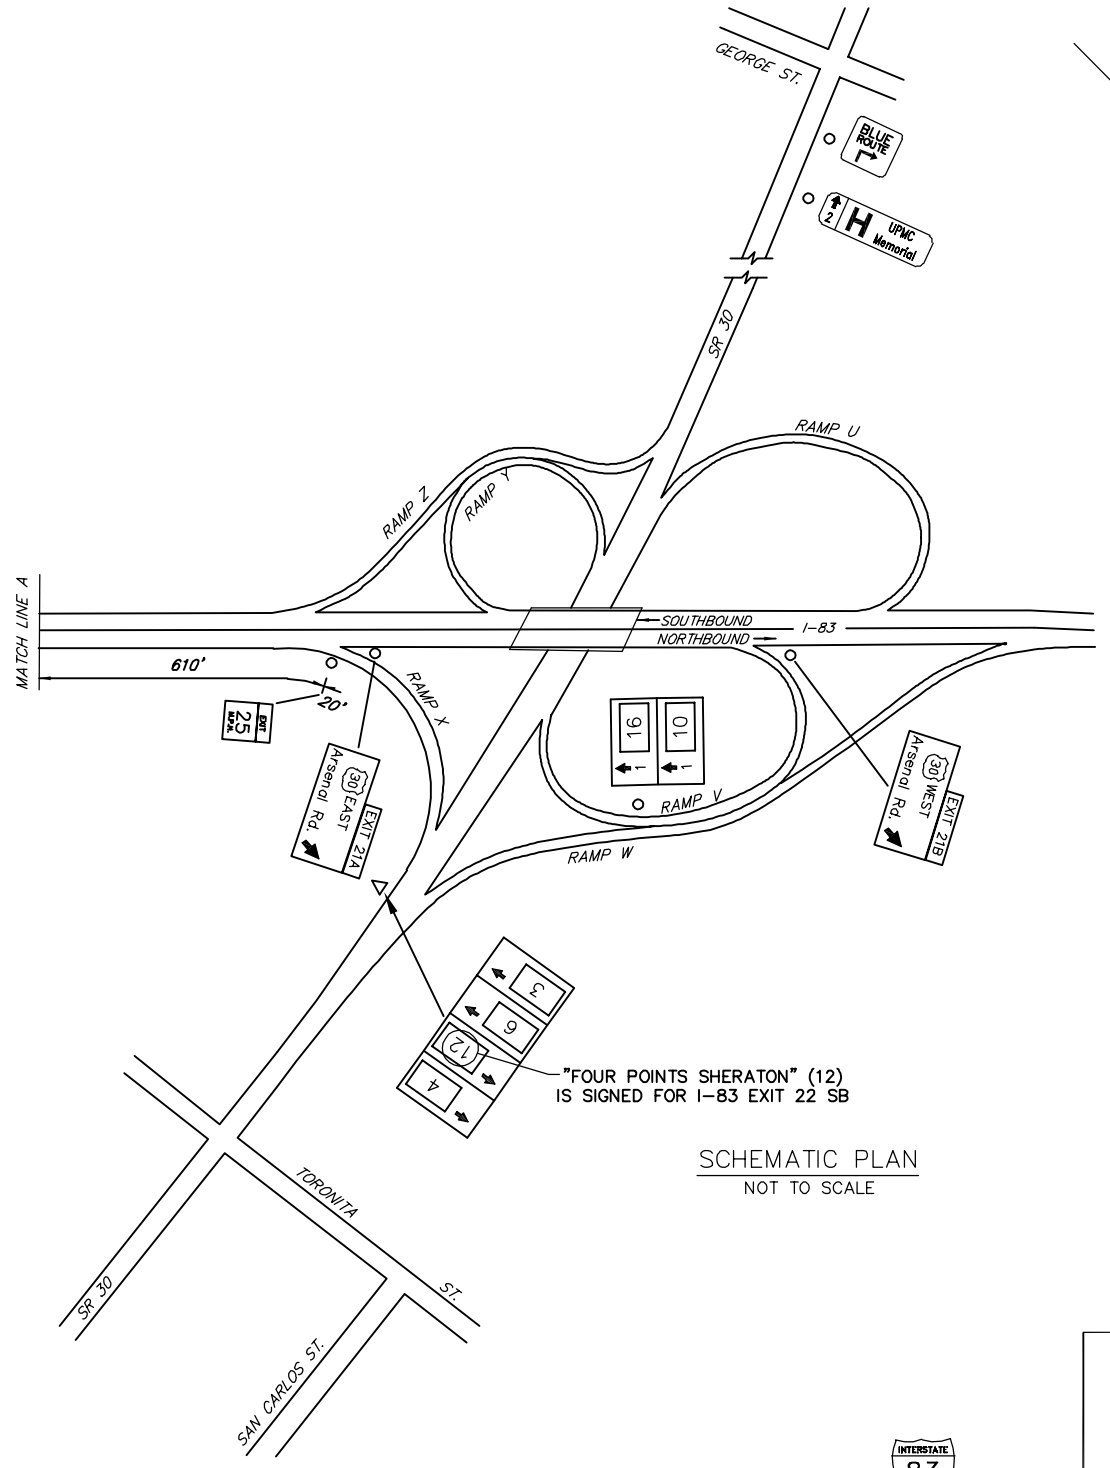 GEORGE ST.
BLUE
ROUTE
2
H
UPMC
Memorial
SR 30
RAMP U
RAMP Z
RAMP Y
MATCH LINE A
SOUTHBOUND
NORTHBOUND
I-83
610'
20'
EXIT
25
M.P.H.
RAMP X
16
1
10
1
RAMP V
RAMP W
EXIT 21A
30 EAST
Arsenal Rd.
EXIT 21B
30 WEST
Arsenal Rd.
3
6
12
4
"FOUR POINTS SHERATON" (12)
IS SIGNED FOR I-83 EXIT 22 SB
SCHEMATIC PLAN
NOT TO SCALE
TORONITA ST.
SR 30
SAN CARLOS ST.
INTERSTATE
83